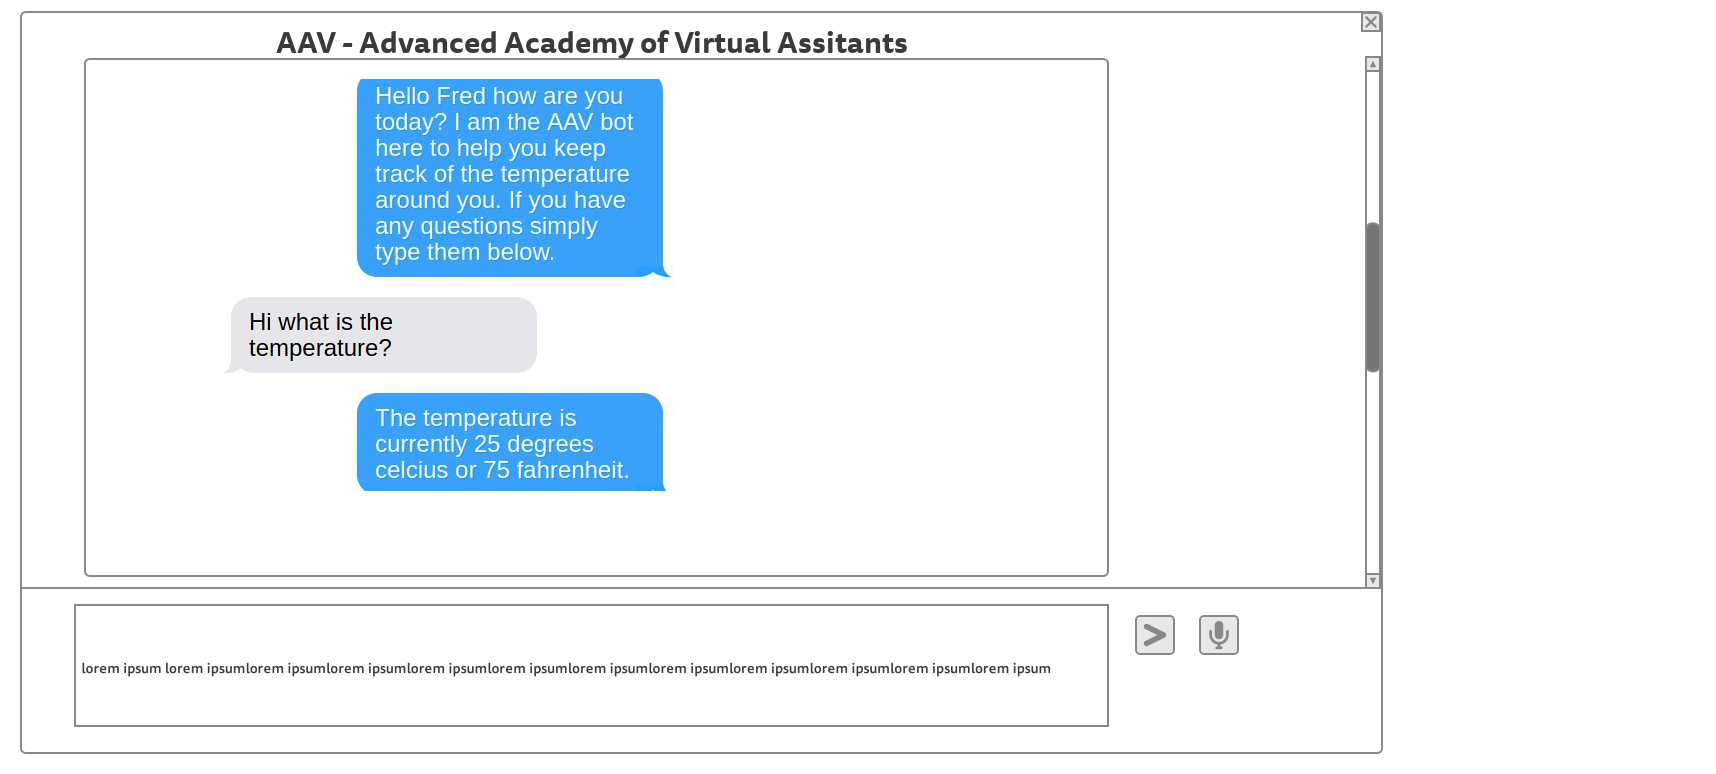 AAV - Advanced Academy of Virtual Assitants
Hello Fred how are you
today? I am the AAV bot
here to help you keep
track of the temperature
around you. If you have
any questions simply
type them below.
Hi what is the
temperature?
The temperature is
currently 25 degrees
celcius or 75 fahrenheit.
lorem ipsum lorem ipsumlorem ipsumlorem ipsumlorem ipsumlorem ipsumlorem ipsumlorem ipsumlorem ipsumlorem ipsumlorem ipsumlorem ipsum